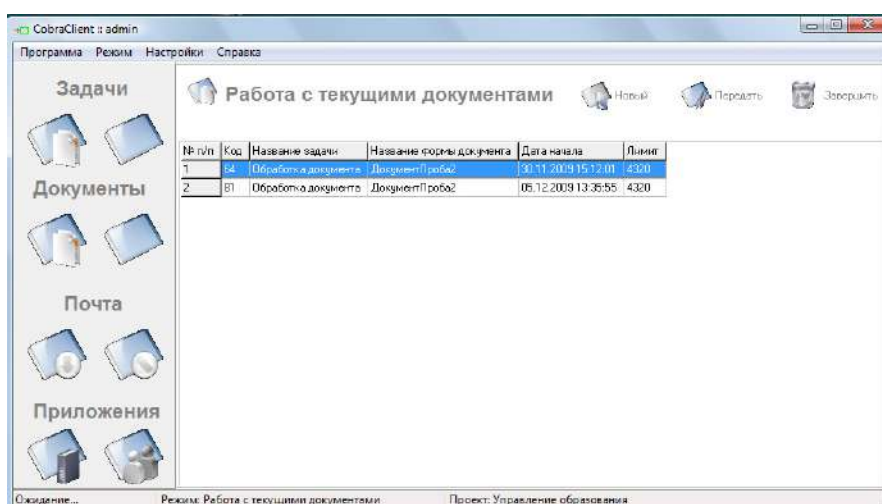 CobraClient :: admin
Программа Режим Настройки Справка
Задачи
Документы
Почта
Приложения
Работа с текущими документами
Новый
Передать
Завершить
№ п/п Код Название задачи Название формы документа Дата начала Лимит
1 64 Обработка документа ДокументПроба2 30.11.2009 15:12:01 4320
2 81 Обработка документа ДокументПроба2 05.12.2009 13:35:55 4320
Ожидание... Режим: Работа с текущими документами Проект: Управление образования